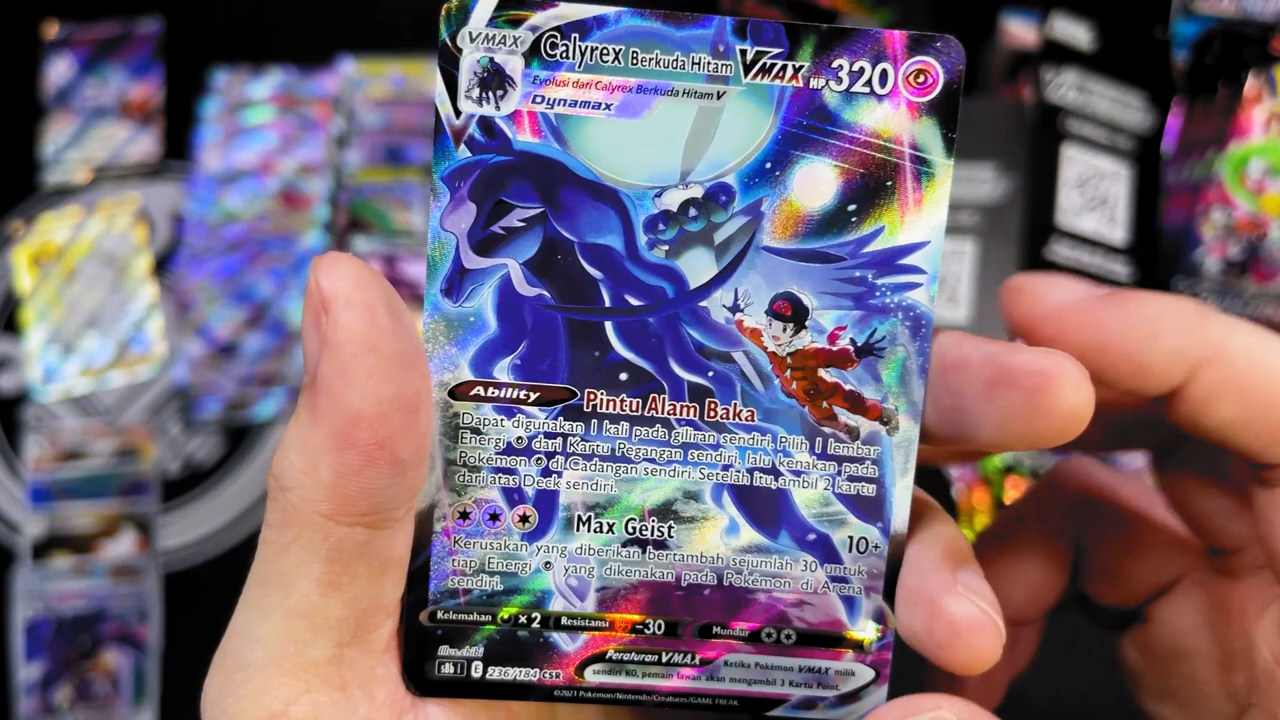 VMAX
Calyrex Berkuda Hitam VMAX HP 320
Evolusi dari Calyrex Berkuda Hitam V
Dynamax
Ability Pintu Alam Baka
Dapat digunakan 1 kali pada giliran sendiri. Pilih 1 lembar
Energi dari Kartu Pegangan sendiri, lalu kenakan pada
Pokémon di Cadangan sendiri. Setelah itu, ambil 2 kartu
dari atas Deck sendiri.
Max Geist 10+
Kerusakan yang diberikan bertambah sejumlah 30 untuk
tiap Energi yang dikenakan pada Pokémon di Arena
sendiri.
Kelemahan ×2 Resistansi -30 Mundur
Illus.chibi
s8b I E 236/184 CSR
Peraturan VMAX Ketika Pokémon VMAX milik
sendiri KO, pemain lawan akan mengambil 3 Kartu Point.
©2021 Pokémon/Nintendo/Creatures/GAME FREAK.